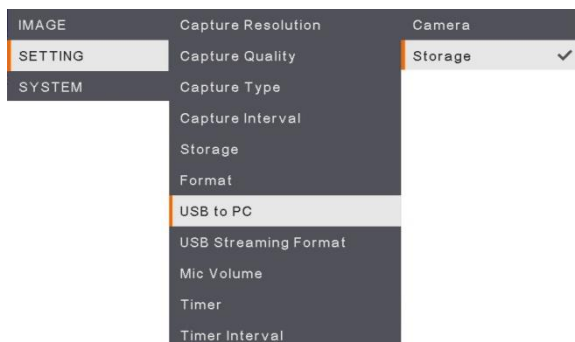 IMAGE
SETTING
SYSTEM
Capture Resolution
Capture Quality
Capture Type
Capture Interval
Storage
Format
USB to PC
USB Streaming Format
Mic Volume
Timer
Timer Interval
Camera
Storage